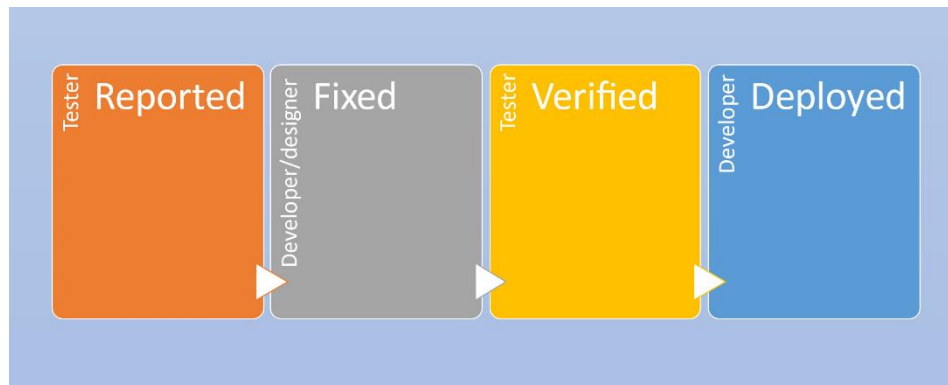 Tester
Reported
Developer/designer
Fixed
Tester
Verified
Developer
Deployed